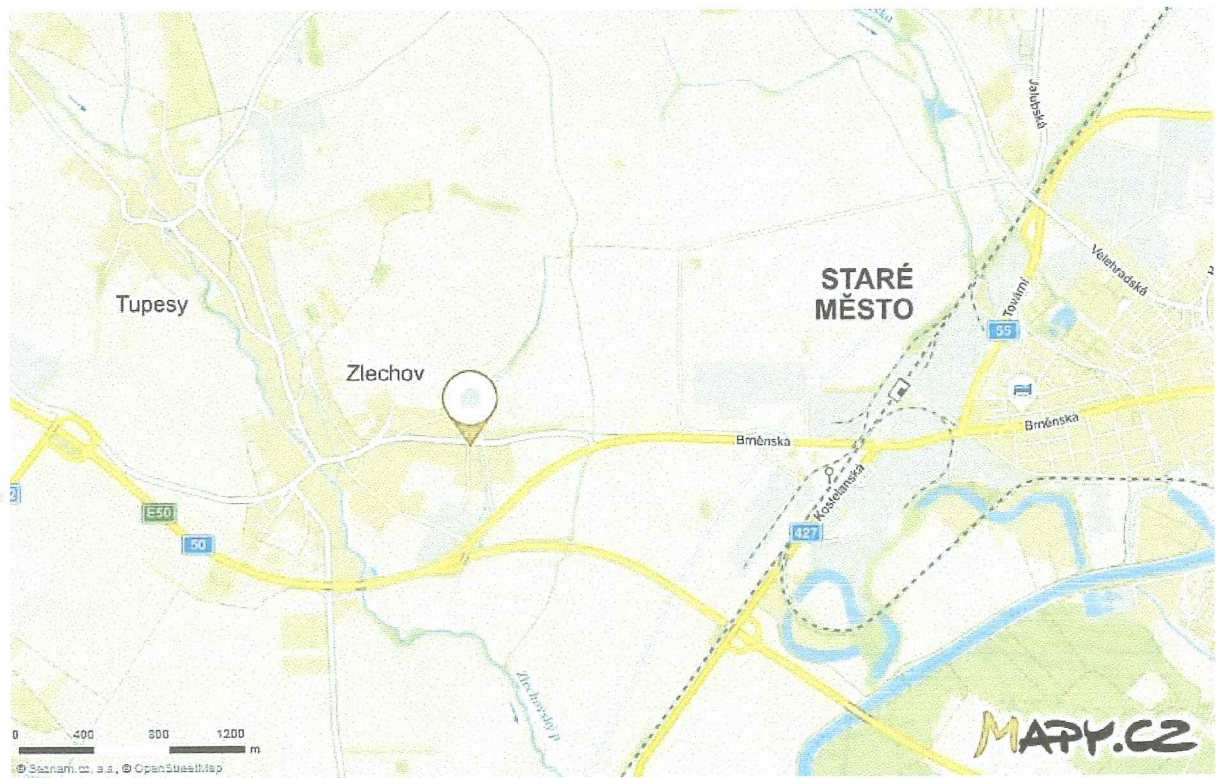 Jalubská
Velehradská
STARÉ
MĚSTO
Tovární
Tupesy
55
Zlechov
Brněnská
Brněnská
Kostelanská
E50
50
427
Zlechovský p.
0 400 800 1200 m
MAPY.CZ
© Seznam.cz, a.s., © OpenStreetMap